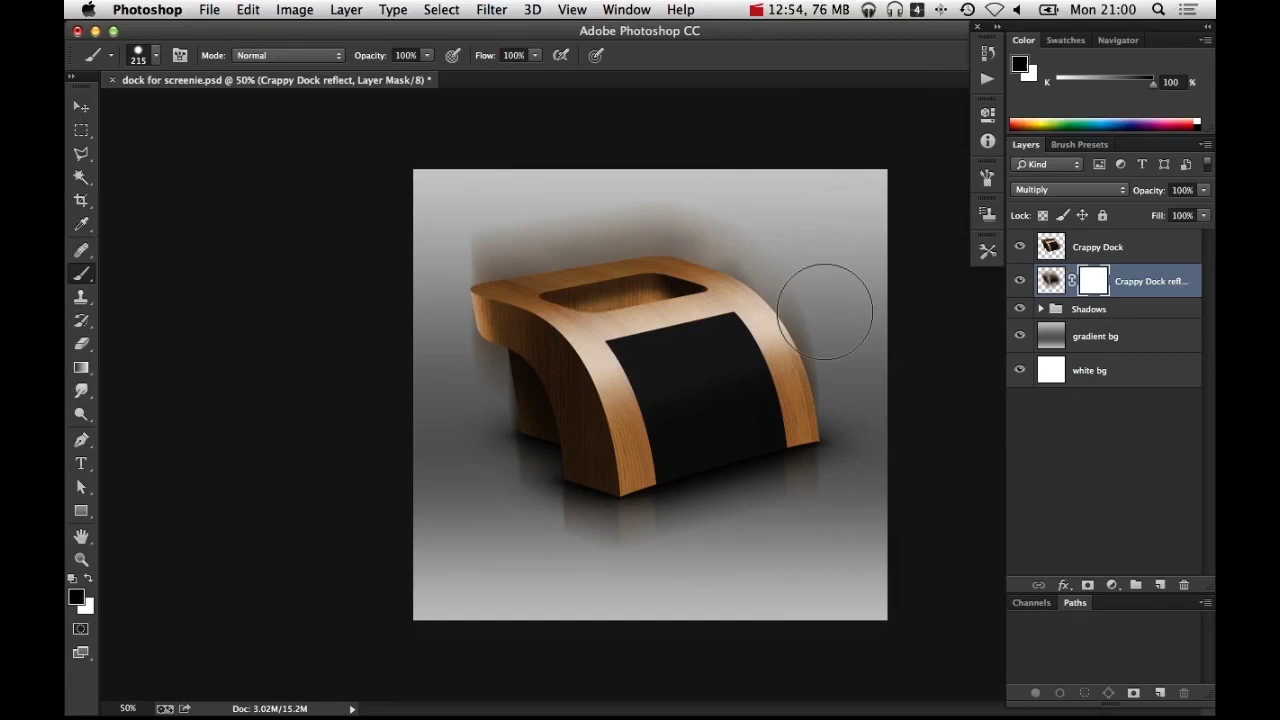 Photoshop File Edit Image Layer Type Select Filter 3D View Window Help 12:54, 76 MB 4 Mon 21:00
Adobe Photoshop CC
215 Mode: Normal Opacity: 100% Flow: 100%
dock for screenie.psd @ 50% (Crappy Dock reflect, Layer Mask/8) *
Color Swatches Navigator
K 100 %
Layers Brush Presets
Kind
Multiply Opacity: 100%
Lock: Fill: 100%
Crappy Dock
Crappy Dock refl...
Shadows
gradient bg
white bg
Channels Paths
50% Doc: 3.02M/15.2M